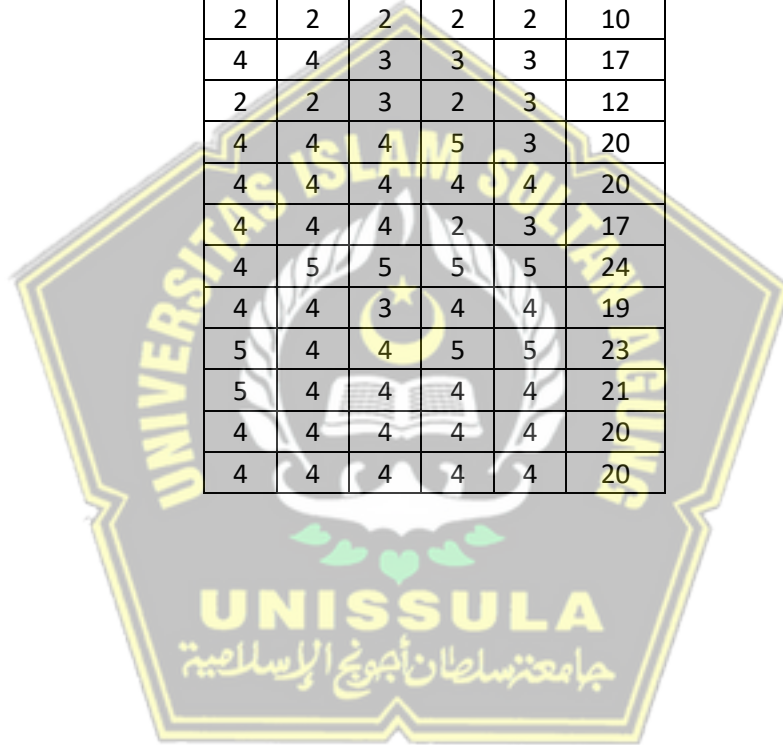 2 2 2 2 2 10
4 4 3 3 3 17
2 2 3 2 3 12
4 4 4 5 3 20
4 4 4 4 4 20
4 4 4 2 3 17
4 5 5 5 5 24
4 4 3 4 4 19
5 4 4 5 5 23
5 4 4 4 4 21
4 4 4 4 4 20
4 4 4 4 4 20
UNIVERSITAS ISLAM SULTAN AGUNG
UNISSULA
جامعتنسلطان أجونج الإسلامية